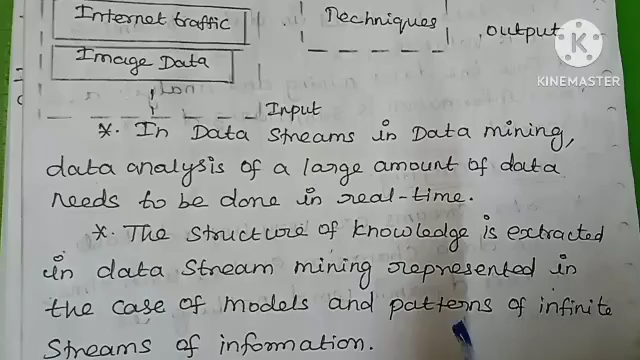 Internet traffic
Techniques
output
Image Data
Input
KINEMASTER
*. In Data Streams in Data mining,
data analysis of a large amount of data
needs to be done in real-time.
*. The structure of knowledge is extracted
in data stream mining represented in
the case of models and patterns of infinite
streams of information.